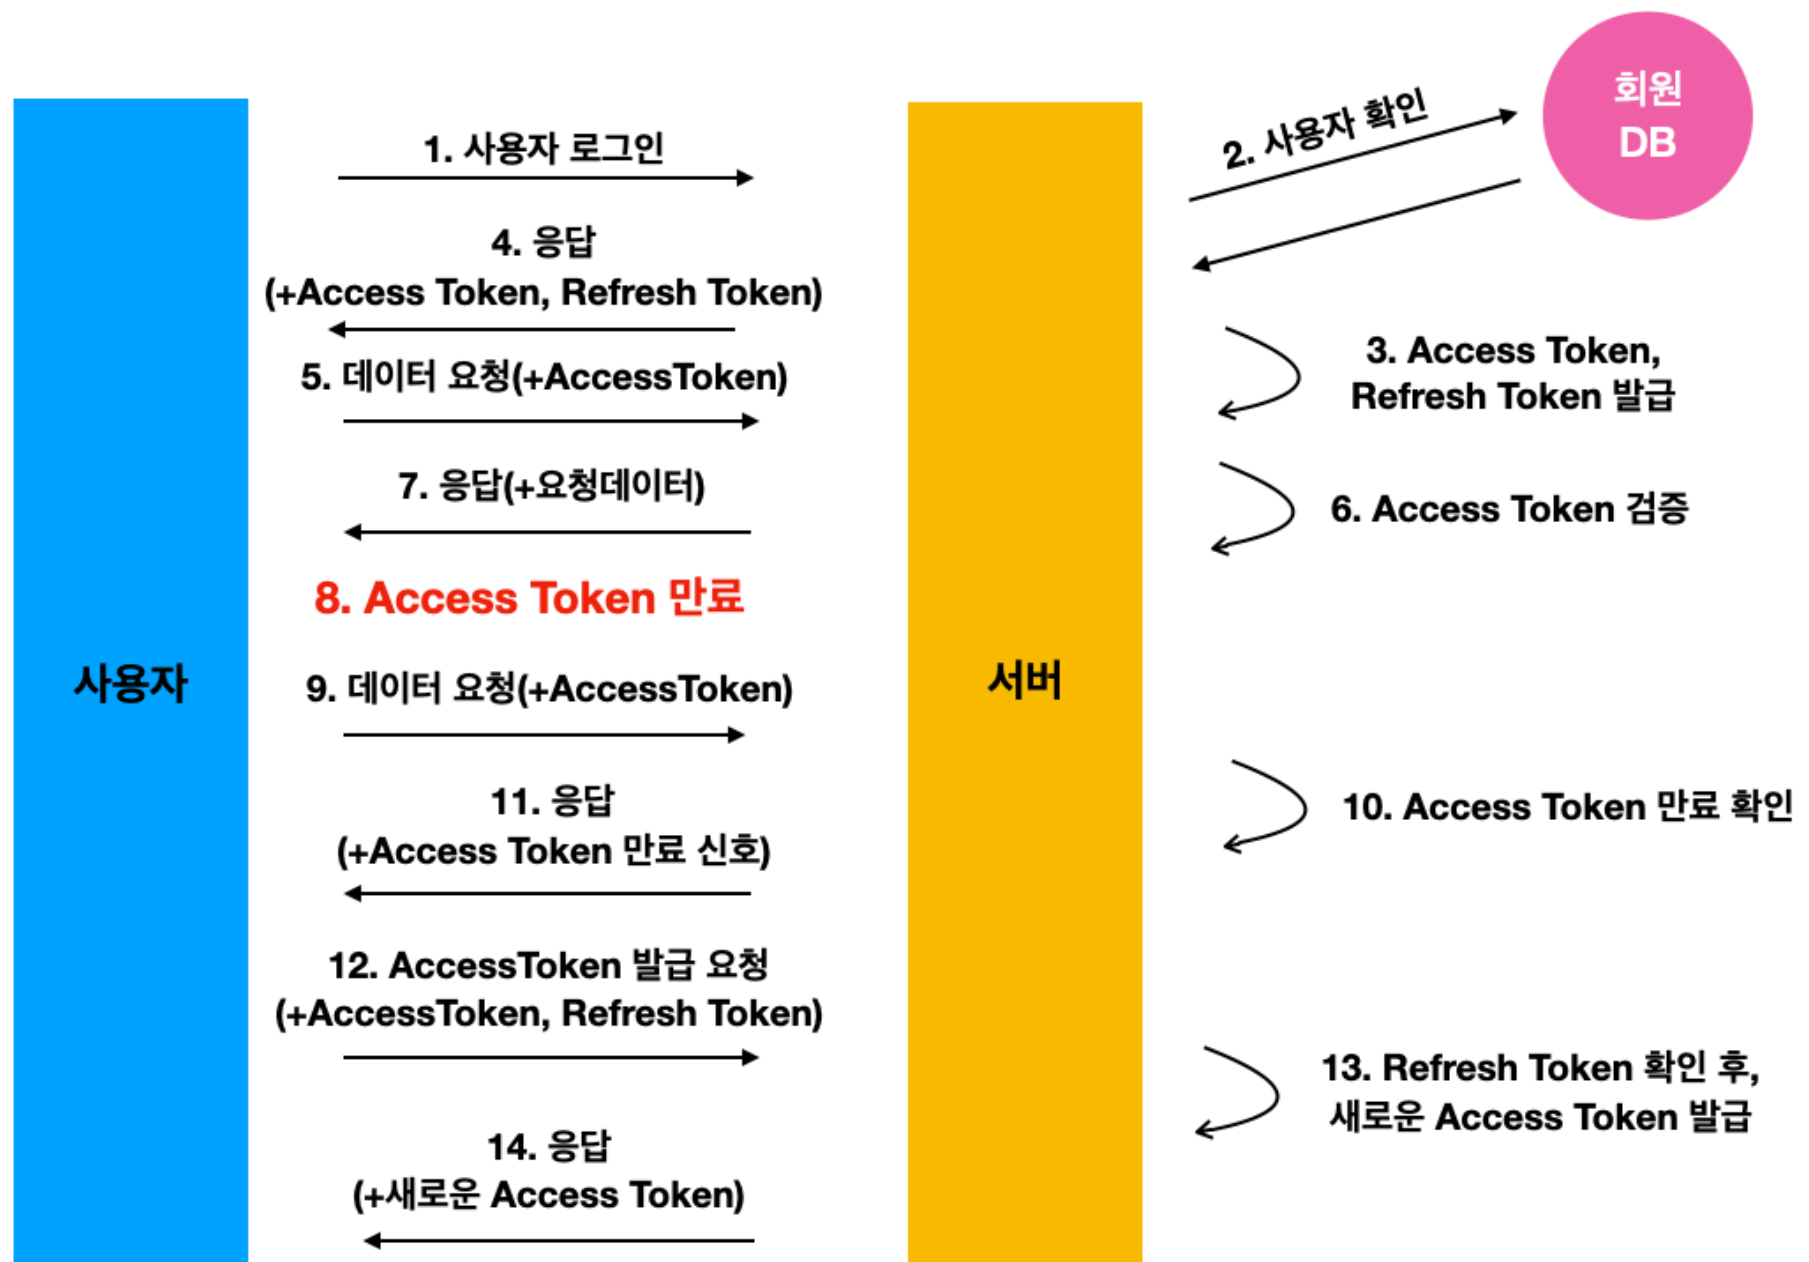 회원
DB
1. 사용자 로그인
2. 사용자 확인
4. 응답
(+Access Token, Refresh Token)
3. Access Token,
Refresh Token 발급
5. 데이터 요청(+AccessToken)
7. 응답(+요청데이터)
6. Access Token 검증
8. Access Token 만료
사용자
서버
9. 데이터 요청(+AccessToken)
11. 응답
(+Access Token 만료 신호)
10. Access Token 만료 확인
12. AccessToken 발급 요청
(+AccessToken, Refresh Token)
13. Refresh Token 확인 후,
새로운 Access Token 발급
14. 응답
(+새로운 Access Token)